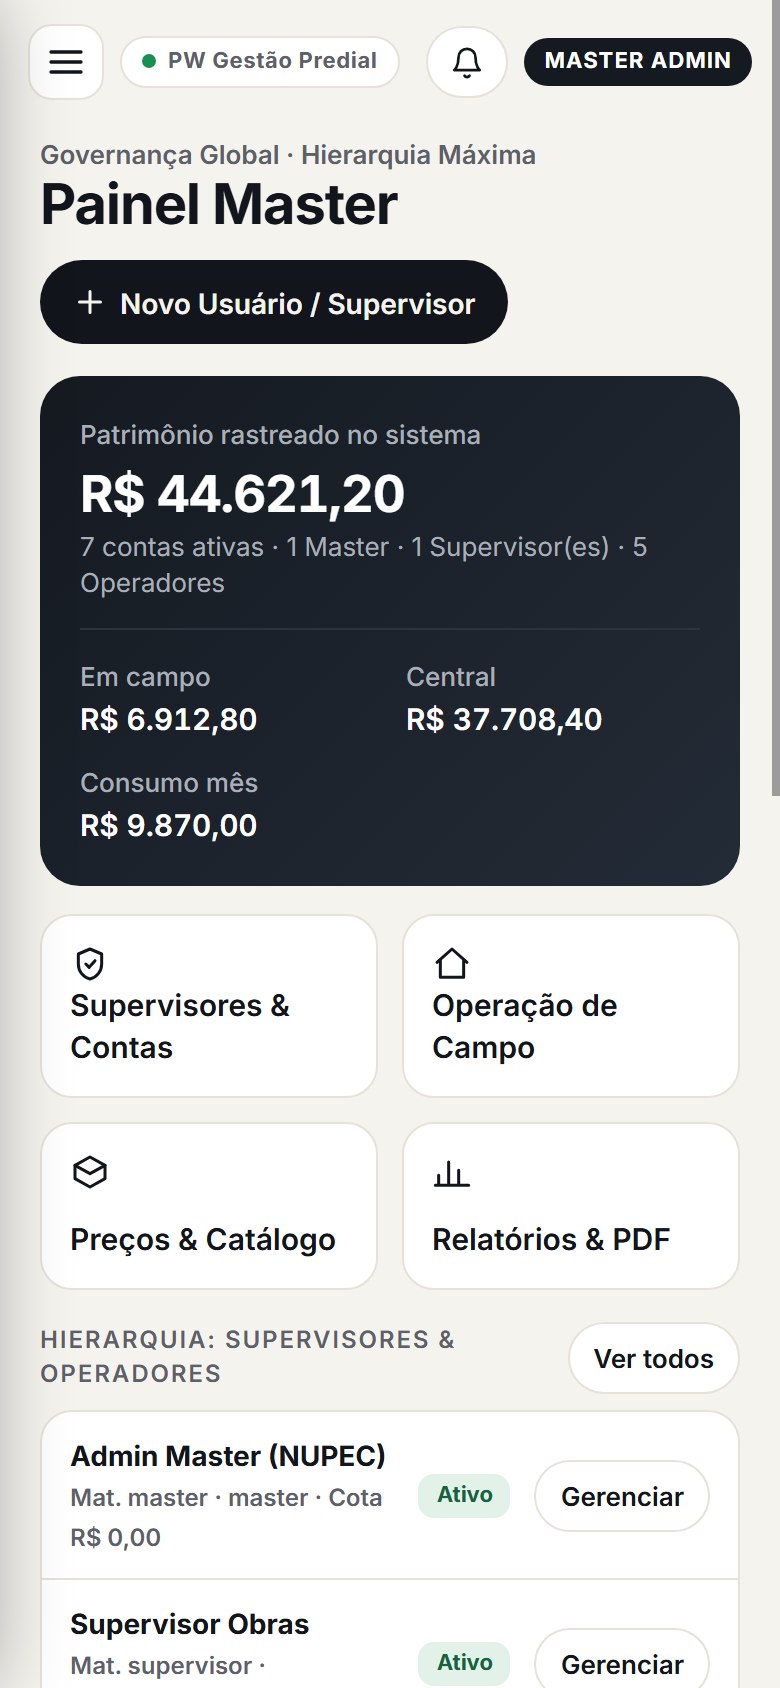 PW Gestão Predial
MASTER ADMIN
Governança Global · Hierarquia Máxima
Painel Master
Novo Usuário / Supervisor
Patrimônio rastreado no sistema
R$ 44.621,20
7 contas ativas · 1 Master · 1 Supervisor(es) · 5
Operadores
Em campo
R$ 6.912,80
Central
R$ 37.708,40
Consumo mês
R$ 9.870,00
Supervisores &
Contas
Operação de
Campo
Preços & Catálogo
Relatórios & PDF
HIERARQUIA: SUPERVISORES &
OPERADORES
Ver todos
Admin Master (NUPEC)
Mat. master · master · Cota
R$ 0,00
Ativo
Gerenciar
Supervisor Obras
Mat. supervisor ·
Ativo
Gerenciar